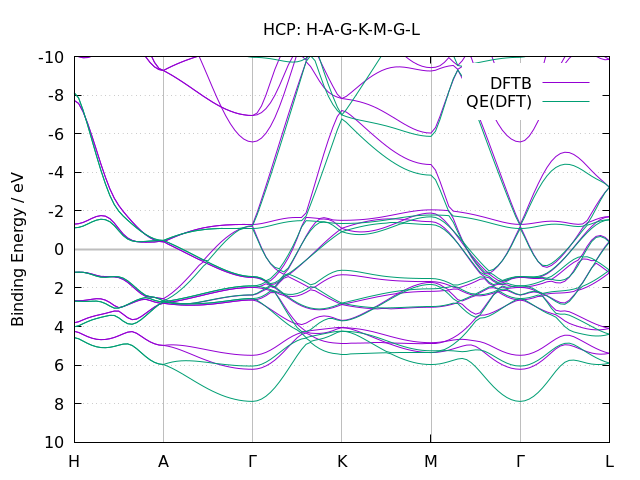 HCP: H-A-G-K-M-G-L
Binding Energy / eV
-10
-8
-6
-4
-2
0
2
4
6
8
10
DFTB
QE(DFT)
H A Γ K M Γ L